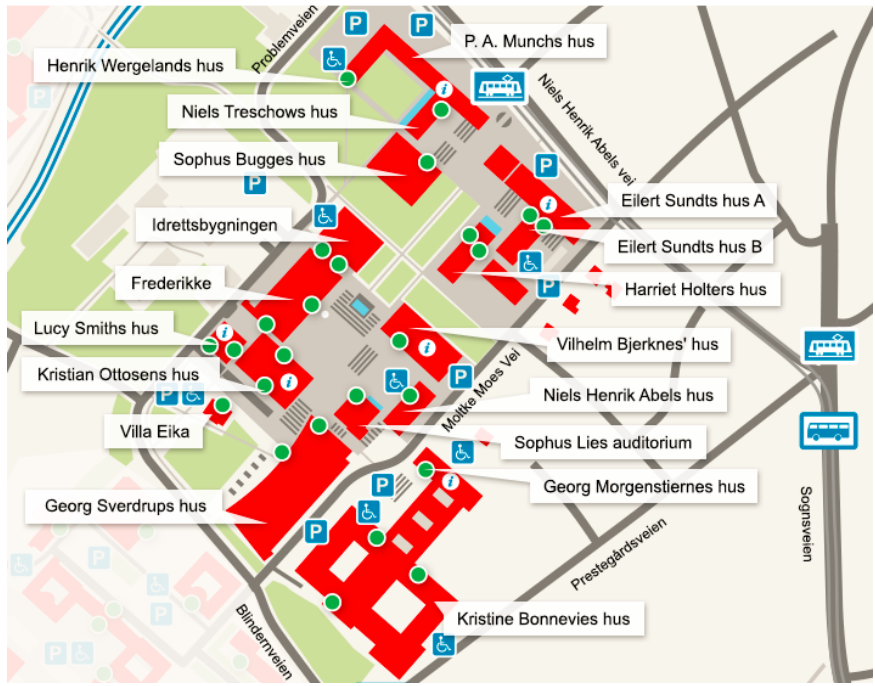 P
P
P. A. Munchs hus
Problemveien
Henrik Wergelands hus
i
Niels Henrik Abels vei
Niels Treschows hus
Sophus Bugges hus
P
P
Eilert Sundts hus A
i
Idrettsbygningen
Eilert Sundts hus B
Frederikke
P
Harriet Holters hus
Lucy Smiths hus
i
Vilhelm Bjerknes' hus
i
Kristian Ottosens hus
i
P
Moltke Moes Vei
Niels Henrik Abels hus
P
Villa Eika
Sophus Lies auditorium
Georg Morgenstiernes hus
i
P
Georg Sverdrups hus
P
Sognsveien
Prestegårdsveien
Kristine Bonnevies hus
Blindernveien
P
P
P